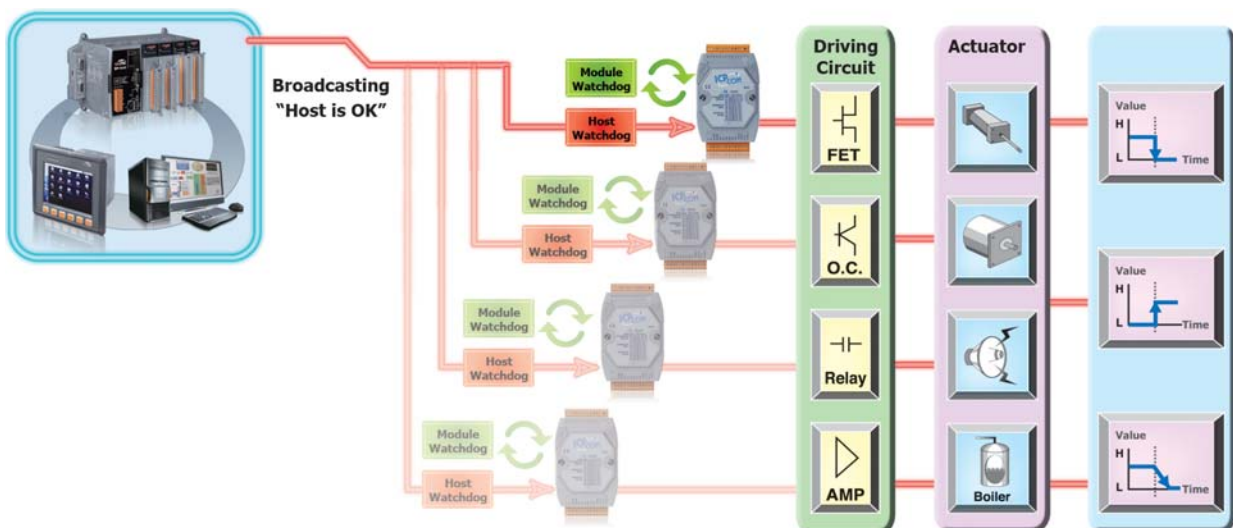 Broadcasting
“Host is OK”
Module
Watchdog
Host
Watchdog
Module
Watchdog
Host
Watchdog
Module
Watchdog
Host
Watchdog
Module
Watchdog
Host
Watchdog
Driving
Circuit
FET
O.C.
Relay
AMP
Actuator
Boiler
Value
H
L
Time
Value
H
L
Time
Value
H
L
Time